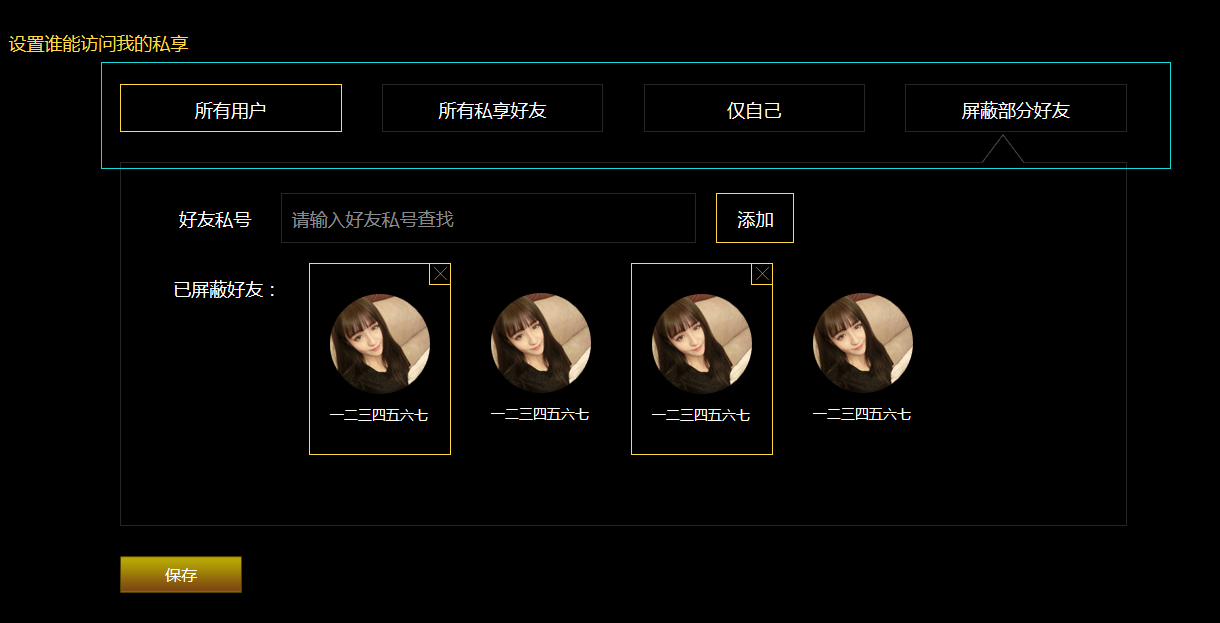 设置谁能访问我的私享
所有用户 所有私享好友 仅自己 屏蔽部分好友
好友私号 请输入好友私号查找 添加
已屏蔽好友：
一二三四五六七 一二三四五六七 一二三四五六七 一二三四五六七
保存